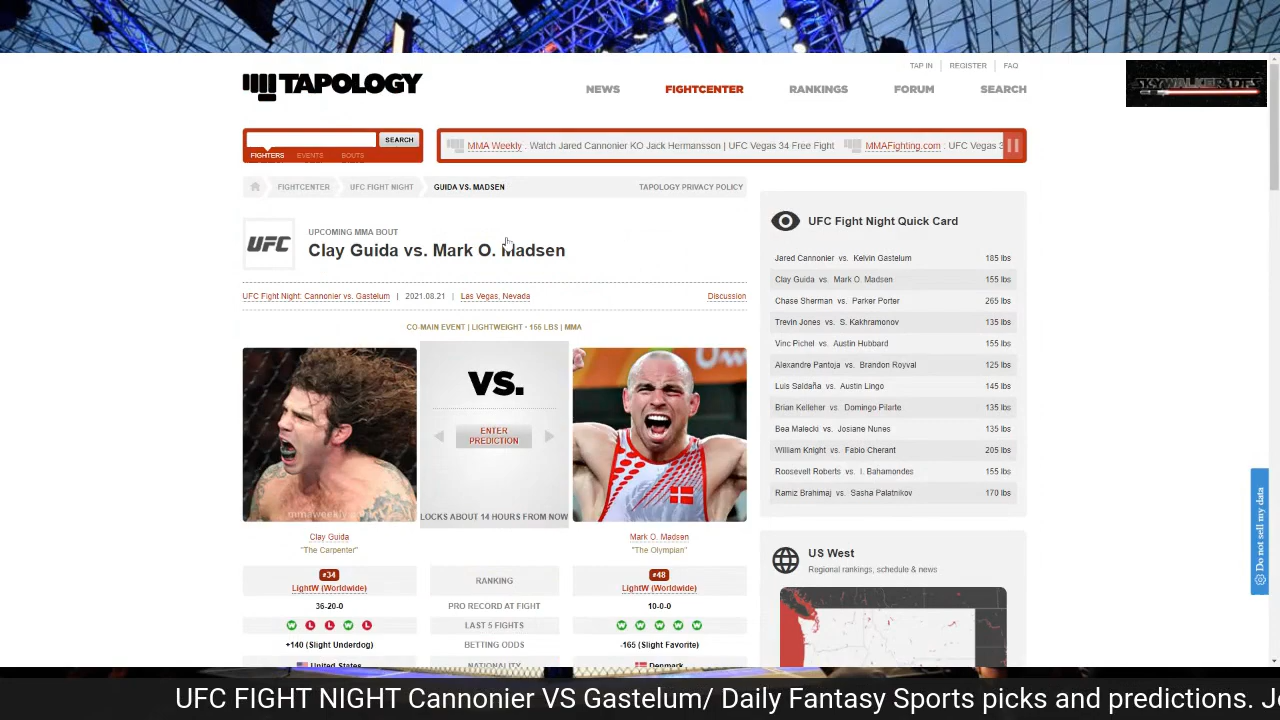 TAP IN
REGISTER
FAQ
TAPOLOGY
NEWS
FIGHTCENTER
RANKINGS
FORUM
SEARCH
SEARCH
FIGHTERS
EVENTS
BOUTS
MMA Weekly : Watch Jared Cannonier KO Jack Hermansson | UFC Vegas 34 Free Fight
MMAFighting.com : UFC Vegas 3
FIGHTCENTER
UFC FIGHT NIGHT
GUIDA VS. MADSEN
TAPOLOGY PRIVACY POLICY
UFC
UPCOMING MMA BOUT
Clay Guida vs. Mark O. Madsen
UFC Fight Night: Cannonier vs. Gastelum | 2021.08.21 | Las Vegas, Nevada
Discussion
CO-MAIN EVENT | LIGHTWEIGHT · 155 LBS | MMA
VS.
ENTER
PREDICTION
LOCKS ABOUT 14 HOURS FROM NOW
Clay Guida
"The Carpenter"
Mark O. Madsen
"The Olympian"
#34
LightW (Worldwide)
RANKING
#48
LightW (Worldwide)
36-20-0
PRO RECORD AT FIGHT
10-0-0
W L L W L
LAST 5 FIGHTS
W W W W W
+140 (Slight Underdog)
BETTING ODDS
-165 (Slight Favorite)
United States
NATIONALITY
Denmark
UFC Fight Night Quick Card
Jared Cannonier vs. Kelvin Gastelum 185 lbs
Clay Guida vs. Mark O. Madsen 155 lbs
Chase Sherman vs. Parker Porter 265 lbs
Trevin Jones vs. S. Kakhramonov 135 lbs
Vinc Pichel vs. Austin Hubbard 155 lbs
Alexandre Pantoja vs. Brandon Royval 125 lbs
Luis Saldaña vs. Austin Lingo 145 lbs
Brian Kelleher vs. Domingo Pilarte 135 lbs
Bea Malecki vs. Josiane Nunes 135 lbs
William Knight vs. Fabio Cherant 205 lbs
Roosevelt Roberts vs. I. Bahamondes 155 lbs
Ramiz Brahimaj vs. Sasha Palatnikov 170 lbs
US West
Regional rankings, schedule & news
Do not sell my data
UFC FIGHT NIGHT Cannonier VS Gastelum/ Daily Fantasy Sports picks and predictions. J